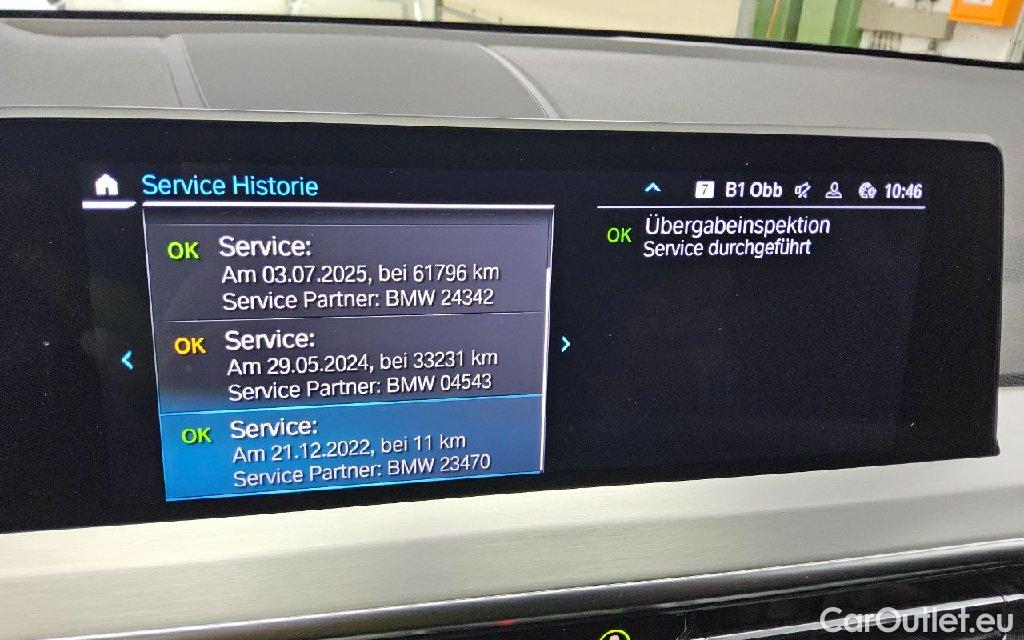 Service Historie
7 B1 Obb 10:46
OK Service:
Am 03.07.2025, bei 61796 km
Service Partner: BMW 24342
OK Service:
Am 29.05.2024, bei 33231 km
Service Partner: BMW 04543
OK Service:
Am 21.12.2022, bei 11 km
Service Partner: BMW 23470
OK Übergabeinspektion
Service durchgeführt
CarOutlet.eu